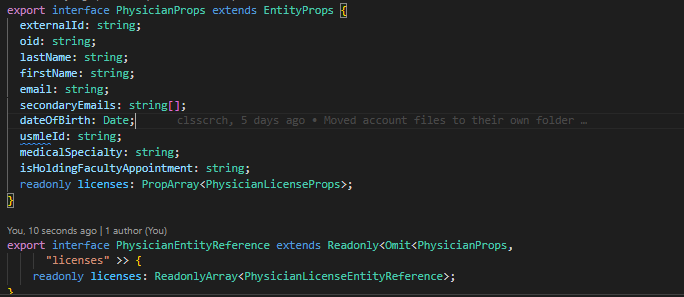 export interface PhysicianProps extends EntityProps {
externalId: string;
oid: string;
lastName: string;
firstName: string;
email: string;
secondaryEmails: string[];
dateOfBirth: Date; clsscrch, 5 days ago • Moved account files to their own folder …
usmleId: string;
medicalSpecialty: string;
isHoldingFacultyAppointment: string;
readonly licenses: PropArray<PhysicianLicenseProps>;
}
You, 10 seconds ago | 1 author (You)
export interface PhysicianEntityReference extends Readonly<Omit<PhysicianProps,
"licenses" >> {
readonly licenses: ReadonlyArray<PhysicianLicenseEntityReference>;
}